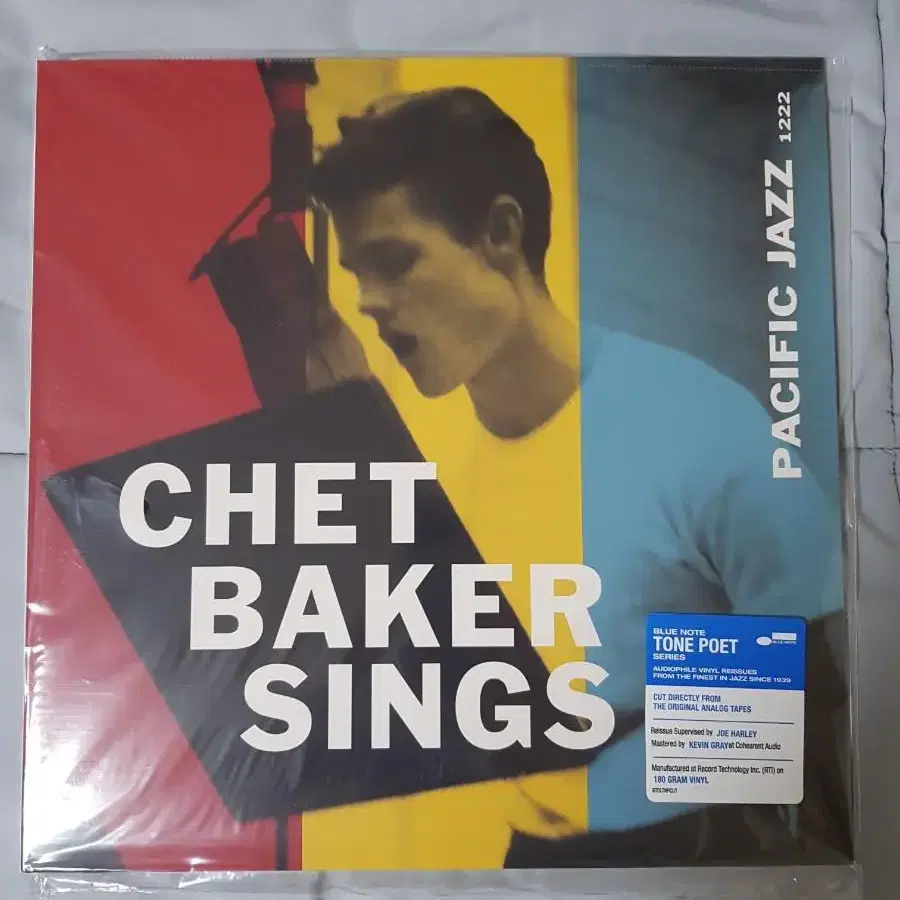 CHET
BAKER
SINGS
PACIFIC JAZZ 1222
BLUE NOTE
TONE POET
SERIES
BLUE NOTE
AUDIOPHILE VINYL REISSUES
FROM THE FINEST IN JAZZ SINCE 1939
CUT DIRECTLY FROM
THE ORIGINAL ANALOG TAPES
Reissue Supervised by JOE HARLEY
Mastered by KEVIN GRAY at Cohearent Audio
Manufactured at Record Technology Inc. (RTI) on
180 GRAM VINYL